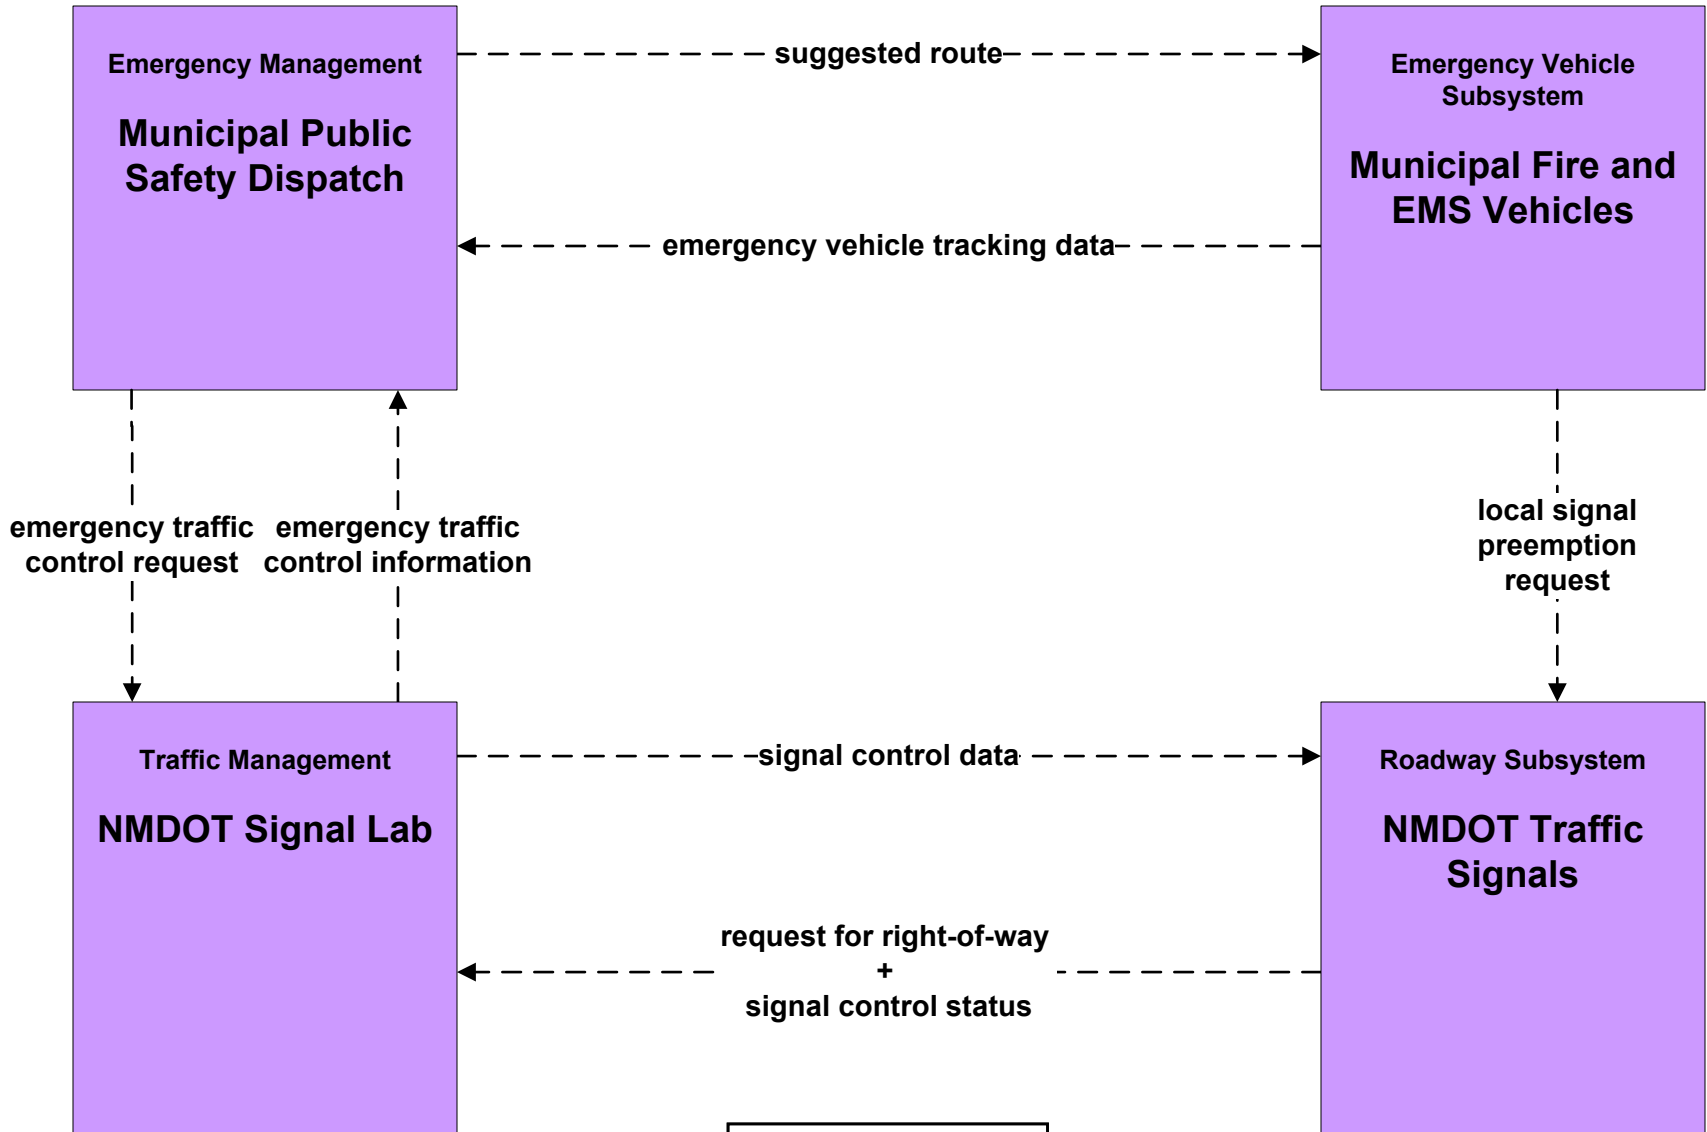 Emergency Management
Municipal Public
Safety Dispatch
suggested route
Emergency Vehicle
Subsystem
Municipal Fire and
EMS Vehicles
emergency vehicle tracking data
emergency traffic
control request
emergency traffic
control information
local signal
preemption
request
Traffic Management
NMDOT Signal Lab
signal control data
Roadway Subsystem
NMDOT Traffic
Signals
request for right-of-way
+
signal control status